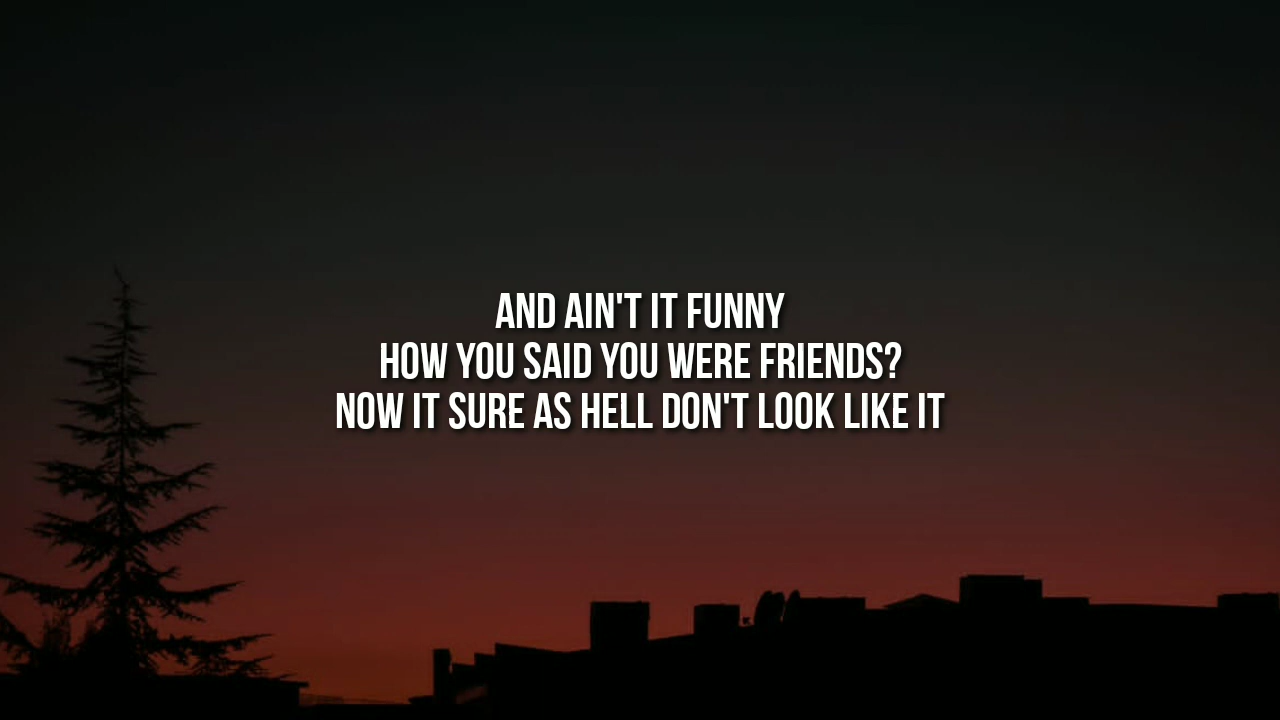 AND AIN'T IT FUNNY
HOW YOU SAID YOU WERE FRIENDS?
NOW IT SURE AS HELL DON'T LOOK LIKE IT